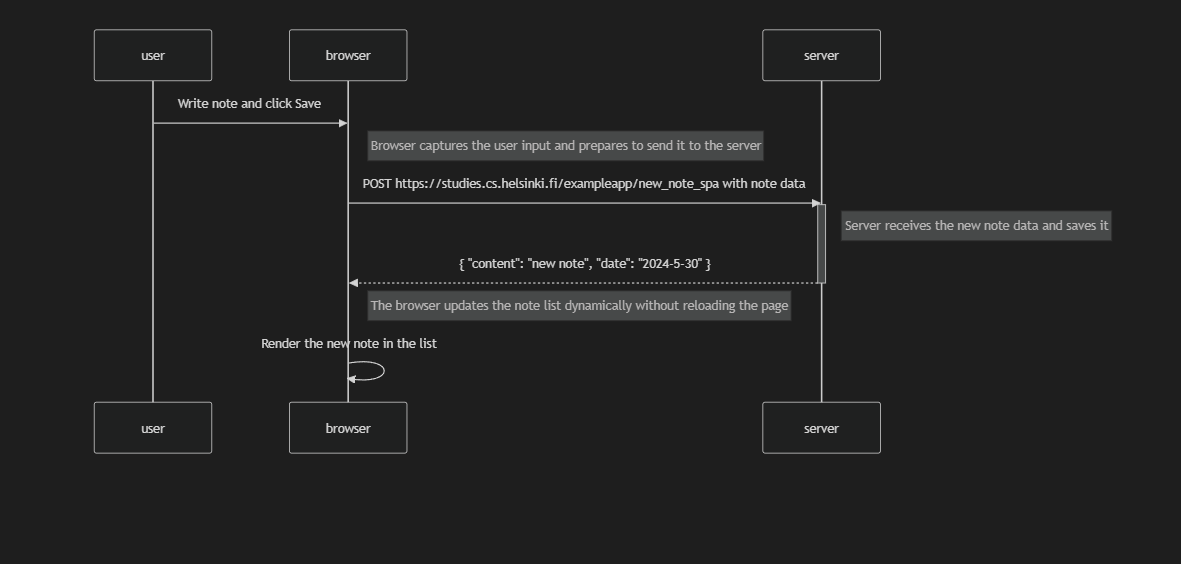 user
browser
server
Write note and click Save
Browser captures the user input and prepares to send it to the server
POST https://studies.cs.helsinki.fi/exampleapp/new_note_spa with note data
Server receives the new note data and saves it
{ "content": "new note", "date": "2024-5-30" }
The browser updates the note list dynamically without reloading the page
Render the new note in the list
user
browser
server